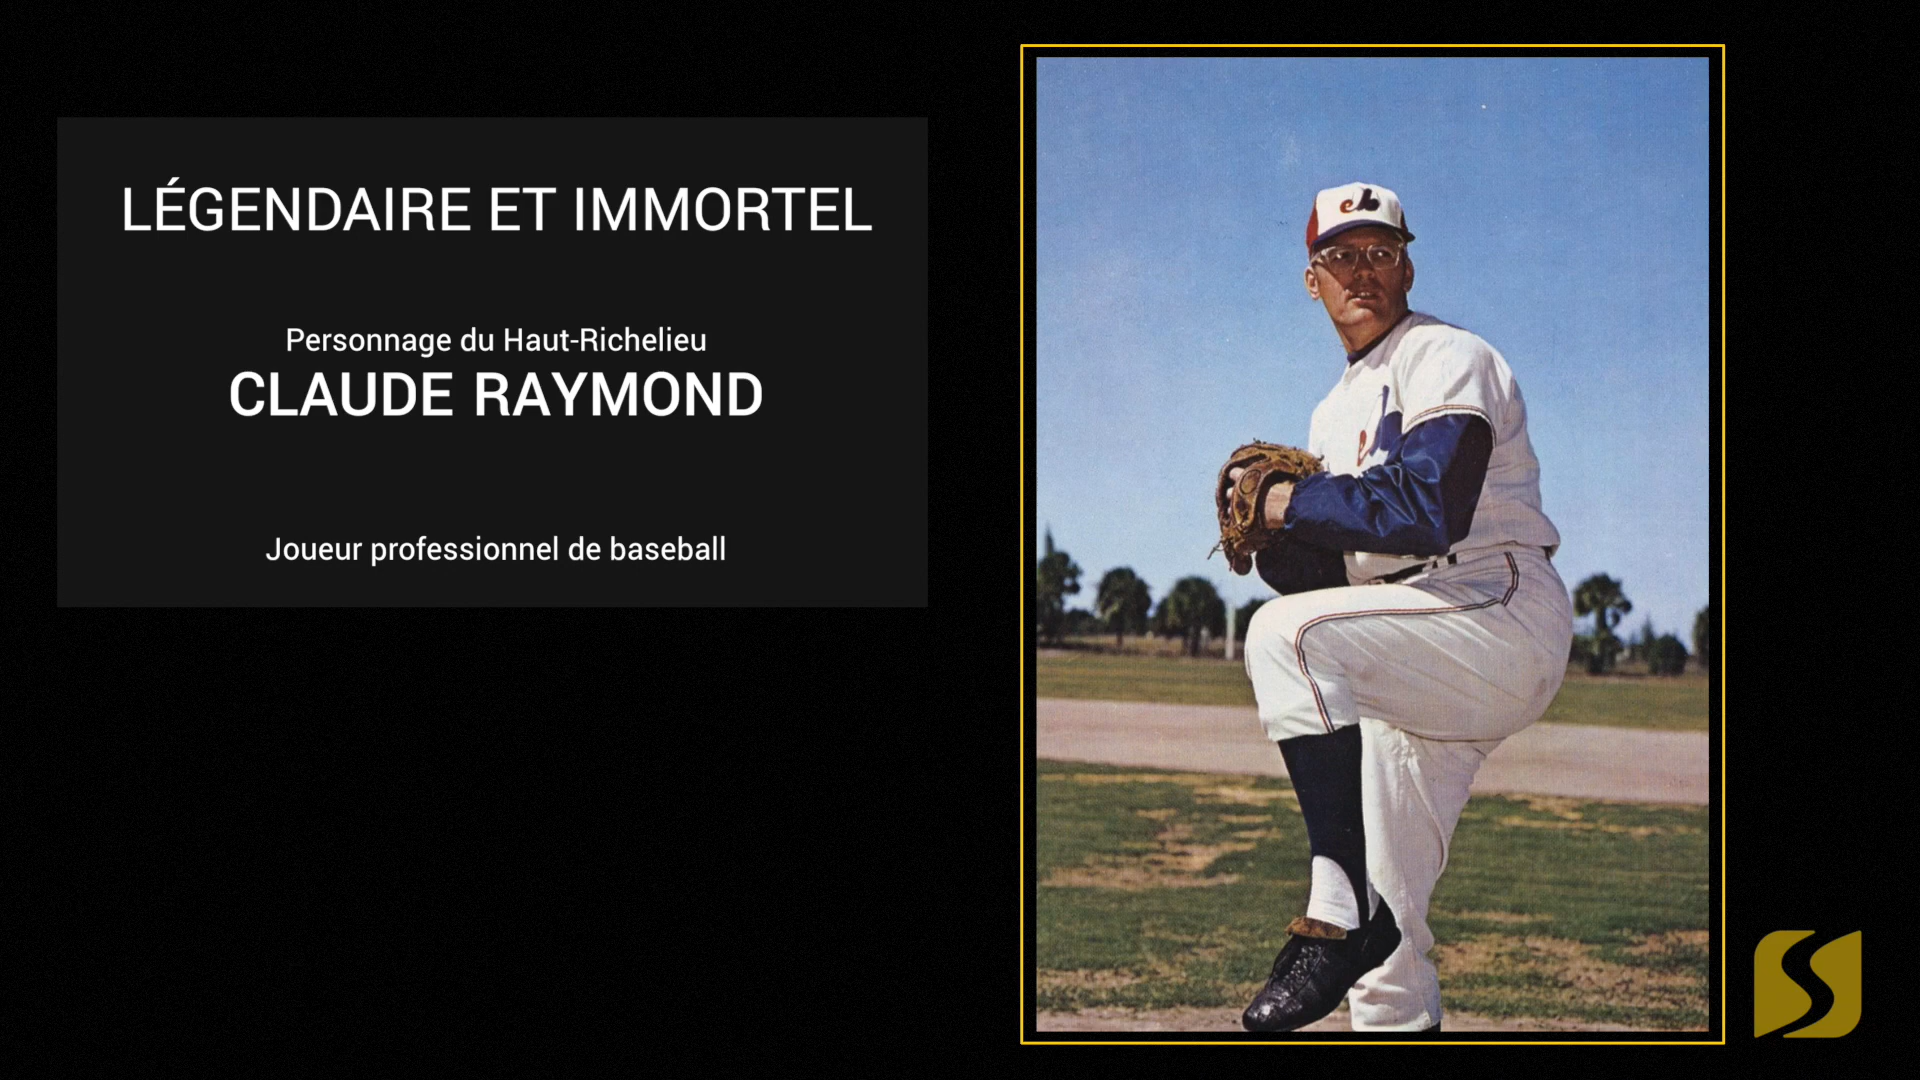 LÉGENDAIRE ET IMMORTEL
Personnage du Haut-Richelieu
CLAUDE RAYMOND
Joueur professionnel de baseball